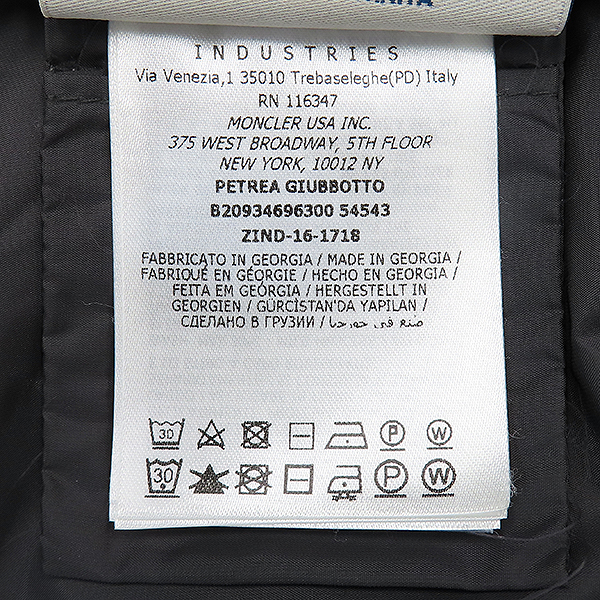 INDUSTRIES
Via Venezia,1 35010 Trebaseleghe(PD) Italy
RN 116347
MONCLER USA INC.
375 WEST BROADWAY, 5TH FLOOR
NEW YORK, 10012 NY
PETREA GIUBBOTTO
B20934696300 54543
ZIND-16-1718
FABBRICATO IN GEORGIA / MADE IN GEORGIA /
FABRIQUÉ EN GÉORGIE / HECHO EN GEORGIA /
FEITA EM GEÓRGIA / HERGESTELLT IN
GEORGIEN / GÜRCİSTAN'DA YAPILAN /
СДЕЛАНО В ГРУЗИИ / صنع في جورجيا
30 P W
30 P W